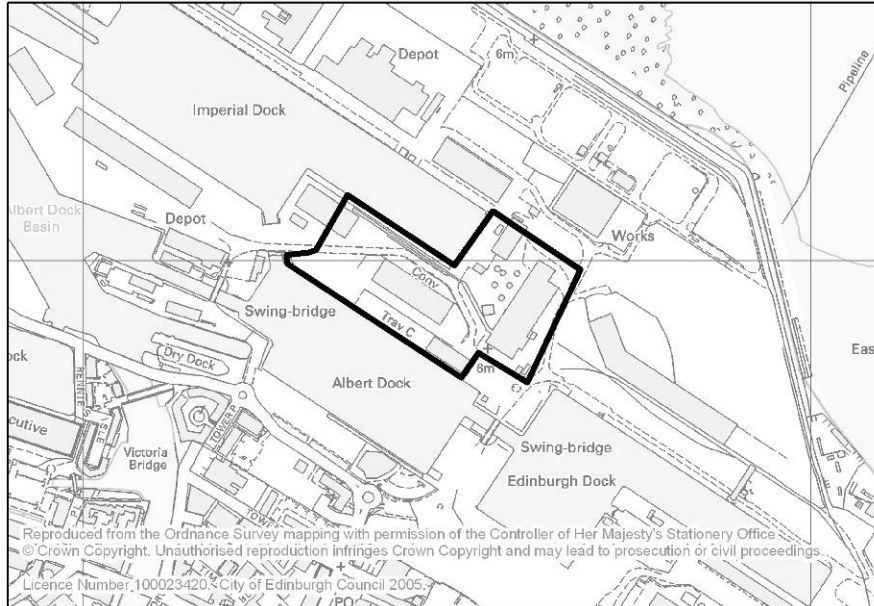 Depot
6m
Pipeline
Imperial Dock
Albert Dock
Basin
Depot
Works
Conv
Swing-bridge
Trav C
Dry Dock
Albert Dock
6m
Victoria
Bridge
Swing-bridge
Edinburgh Dock
Reproduced from the Ordnance Survey mapping with permission of the Controller of Her Majesty's Stationery Office
© Crown Copyright. Unauthorised reproduction infringes Crown Copyright and may lead to prosecution or civil proceedings.
Licence Number 100023420. City of Edinburgh Council 2005.
PO